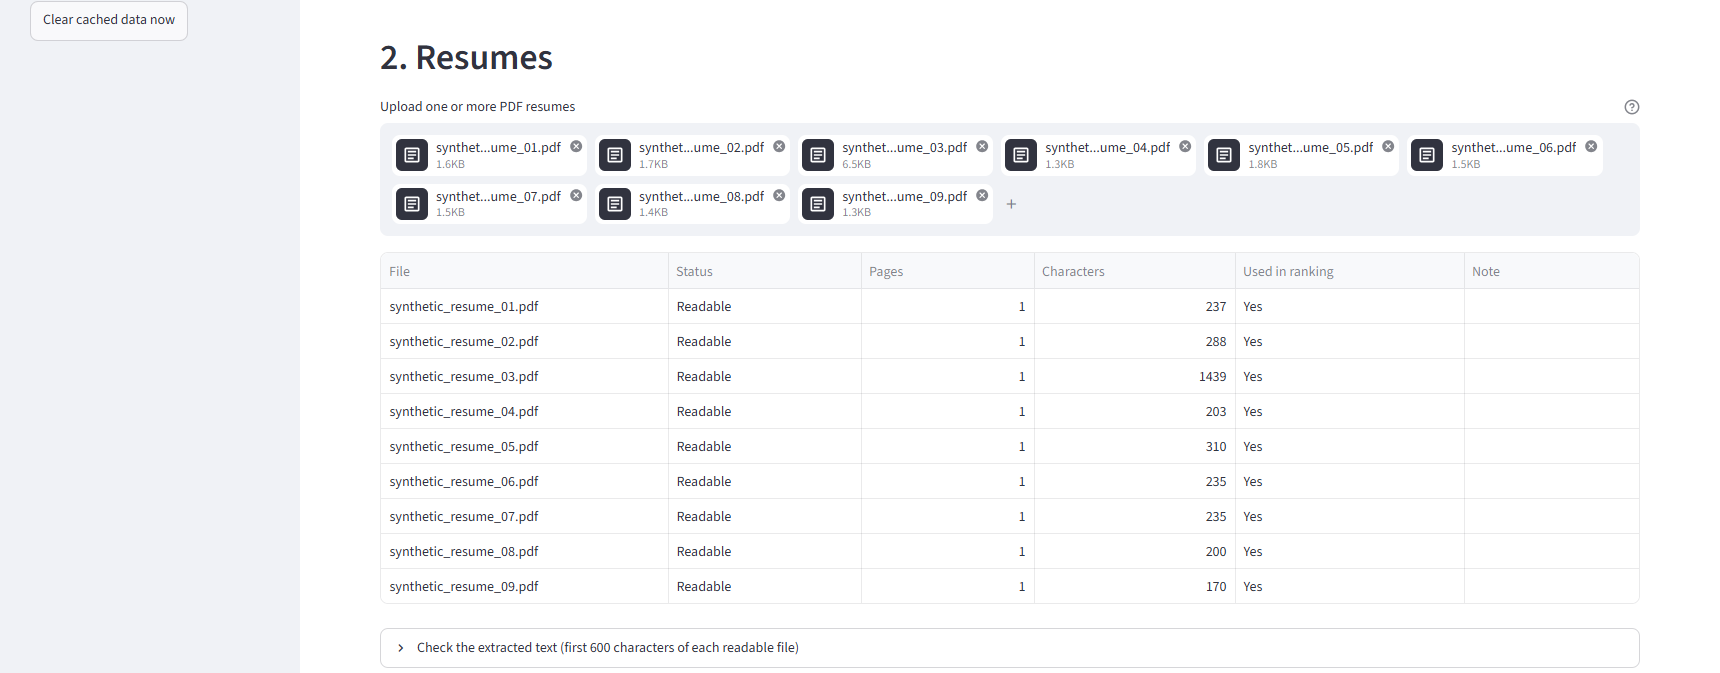 Clear cached data now
2. Resumes
Upload one or more PDF resumes
synthet...ume_01.pdf
1.6KB
synthet...ume_02.pdf
1.7KB
synthet...ume_03.pdf
6.5KB
synthet...ume_04.pdf
1.3KB
synthet...ume_05.pdf
1.8KB
synthet...ume_06.pdf
1.5KB
synthet...ume_07.pdf
1.5KB
synthet...ume_08.pdf
1.4KB
synthet...ume_09.pdf
1.3KB
File Status Pages Characters Used in ranking Note
synthetic_resume_01.pdf Readable 1 237 Yes
synthetic_resume_02.pdf Readable 1 288 Yes
synthetic_resume_03.pdf Readable 1 1439 Yes
synthetic_resume_04.pdf Readable 1 203 Yes
synthetic_resume_05.pdf Readable 1 310 Yes
synthetic_resume_06.pdf Readable 1 235 Yes
synthetic_resume_07.pdf Readable 1 235 Yes
synthetic_resume_08.pdf Readable 1 200 Yes
synthetic_resume_09.pdf Readable 1 170 Yes
Check the extracted text (first 600 characters of each readable file)